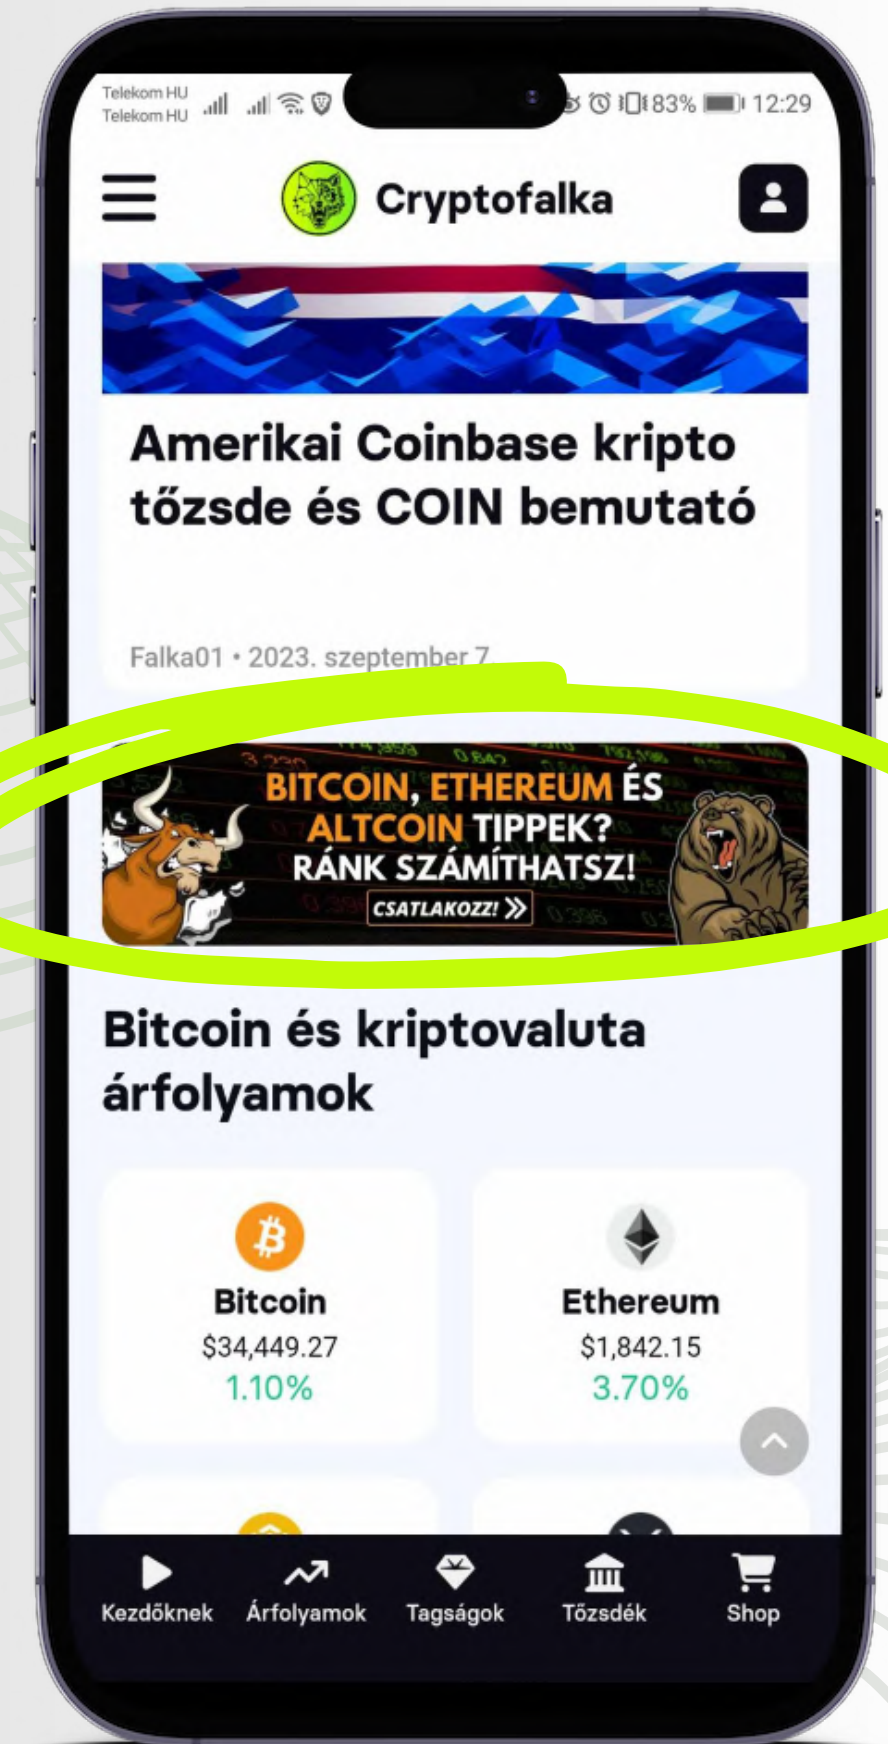 Telekom HU
Telekom HU
83% 12:29
Cryptofalka
Amerikai Coinbase kripto
tőzsde és COIN bemutató
Falka01 • 2023. szeptember 7.
BITCOIN, ETHEREUM ÉS
ALTCOIN TIPPEK?
RÁNK SZÁMÍTHATSZ!
CSATLAKOZZ!
Bitcoin és kriptovaluta
árfolyamok
Bitcoin
$34,449.27
1.10%
Ethereum
$1,842.15
3.70%
Kezdőknek Árfolyamok Tagságok Tőzsdék Shop